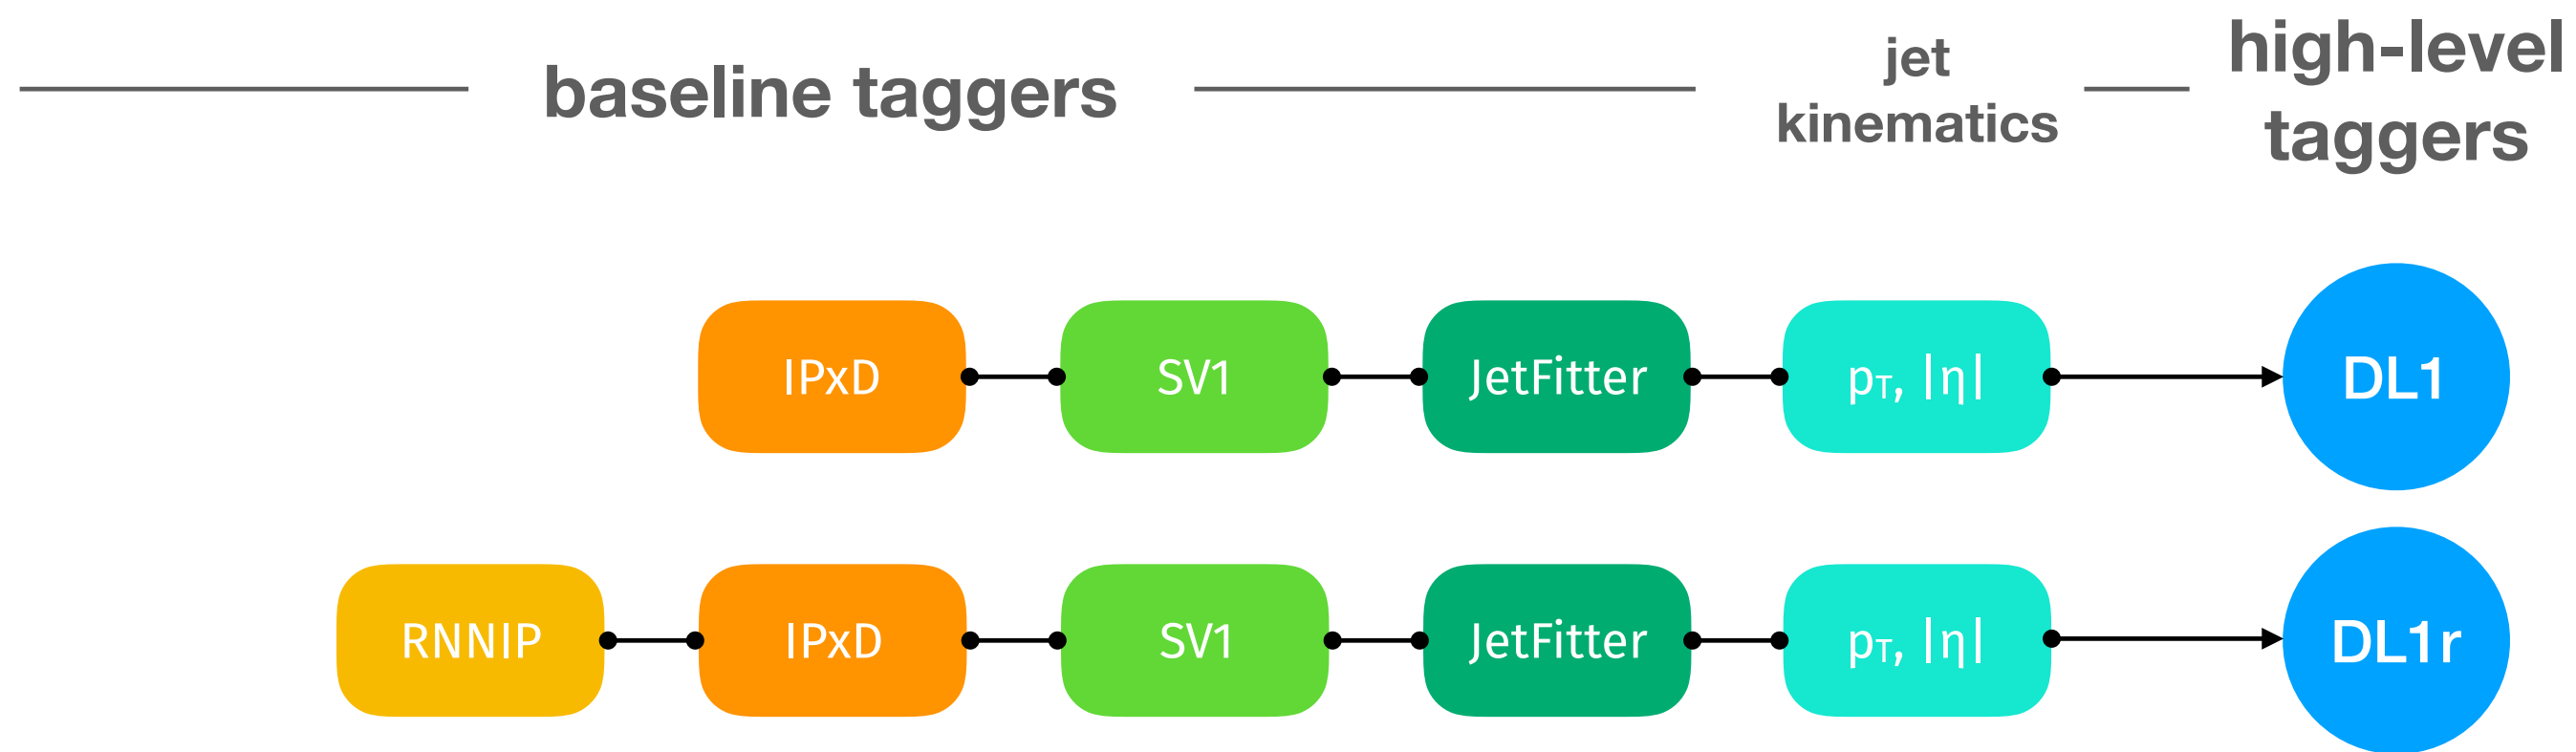 baseline taggers
jet
kinematics
high-level
taggers
IPxD
SV1
JetFitter
pT, |η|
DL1
RNNIP
IPxD
SV1
JetFitter
pT, |η|
DL1r